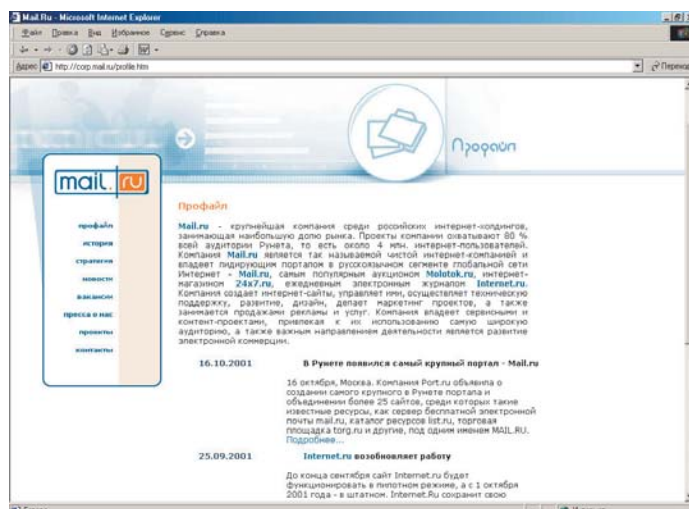 Mail.Ru - Microsoft Internet Explorer
Файл Правка Вид Избранное Сервис Справка
Адрес http://corp.mail.ru/profile.htm Переход
Профайл
mail.ru
профайл
история
стратегия
новости
вакансии
пресса о нас
проекты
контакты
Профайл
Mail.ru - крупнейшая компания среди российских интернет-холдингов,
занимающая наибольшую долю рынка. Проекты компании охватывают 80 %
всей аудитории Рунета, то есть около 4 млн. интернет-пользователей.
Компания Mail.ru является так называемой чистой интернет-компанией и
владеет лидирующим порталом в русскоязычном сегменте глобальной сети
Интернет - Mail.ru, самым популярным аукционом Molotok.ru, интернет-
магазином 24x7.ru, ежедневным электронным журналом Internet.ru.
Компания создает интернет-сайты, управляет ими, осуществляет техническую
поддержку, развитие, дизайн, делает маркетинг проектов, а также
занимается продажами рекламы и услуг. Компания владеет сервисными и
контент-проектами, привлекая к их использованию самую широкую
аудиторию, а также важным направлением деятельности является развитие
электронной коммерции.
16.10.2001 В Рунете появился самый крупный портал - Mail.ru
16 октября, Москва. Компания Port.ru объявила о
создании самого крупного в Рунете портала и
объединении более 25 сайтов, среди которых такие
известные ресурсы, как сервер бесплатной электронной
почты mail.ru, каталог ресурсов list.ru, торговая
площадка torg.ru и другие, под одним именем MAIL.RU.
Подробнее...
25.09.2001 Internet.ru возобновляет работу
До конца сентября сайт Internet.ru будет
функционировать в пилотном режиме, а с 1 октября
2001 года - в штатном. Internet.Ru сохранит свою